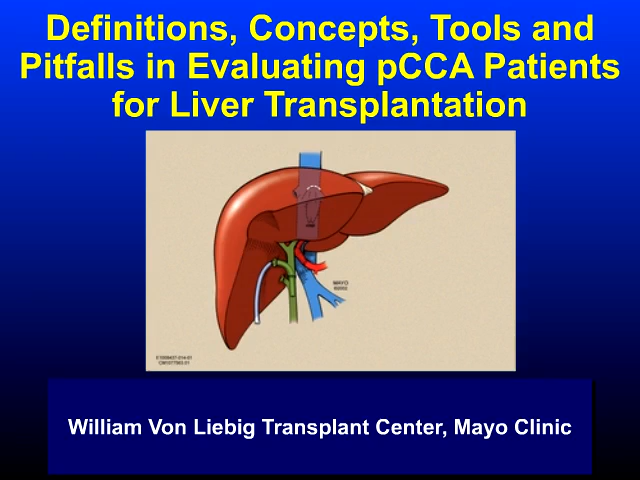 Definitions, Concepts, Tools and
Pitfalls in Evaluating pCCA Patients
for Liver Transplantation
MAYO
©2002
William Von Liebig Transplant Center, Mayo Clinic